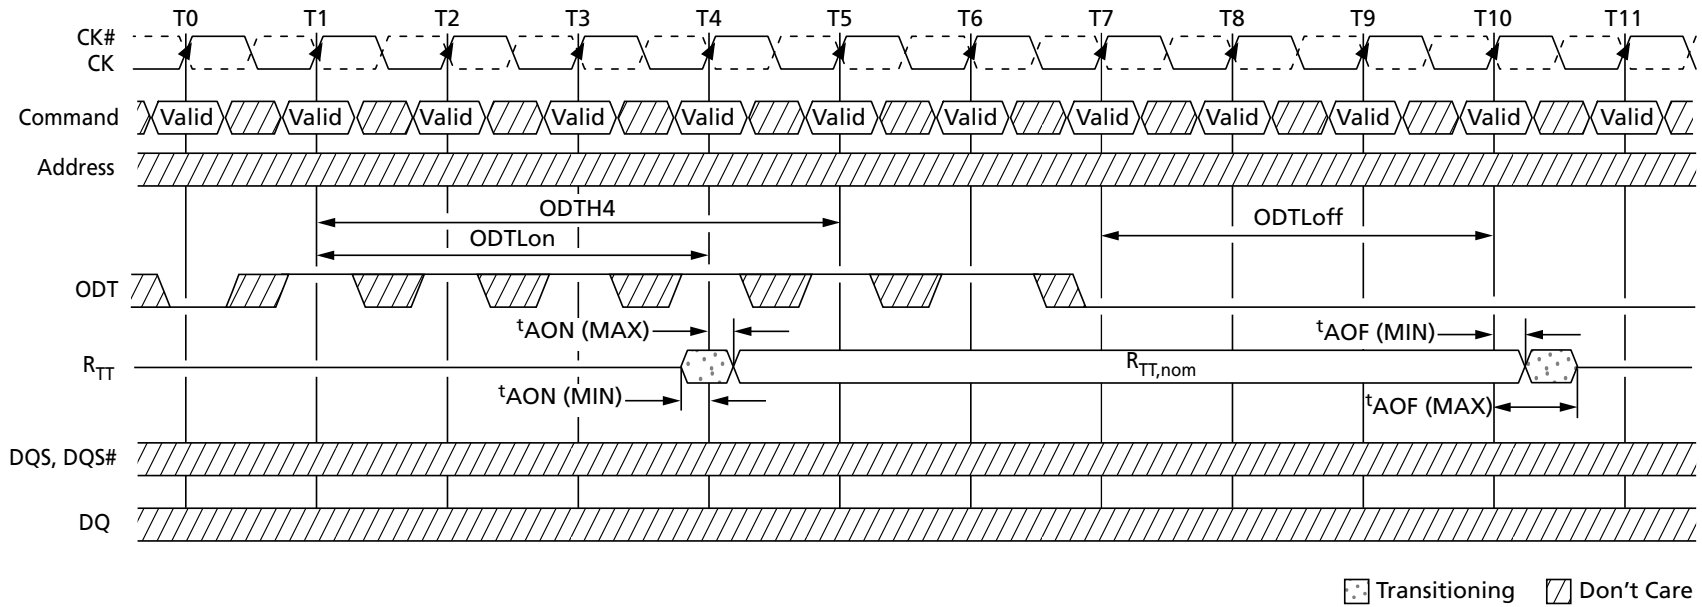 T0 T1 T2 T3 T4 T5 T6 T7 T8 T9 T10 T11
CK#
CK
Command Valid Valid Valid Valid Valid Valid Valid Valid Valid Valid Valid Valid
Address
ODTH4
ODTLoff
ODTLon
ODT
tAON (MAX) tAOF (MIN)
RTT RTT,nom
tAON (MIN) tAOF (MAX)
DQS, DQS#
DQ
Transitioning Don't Care